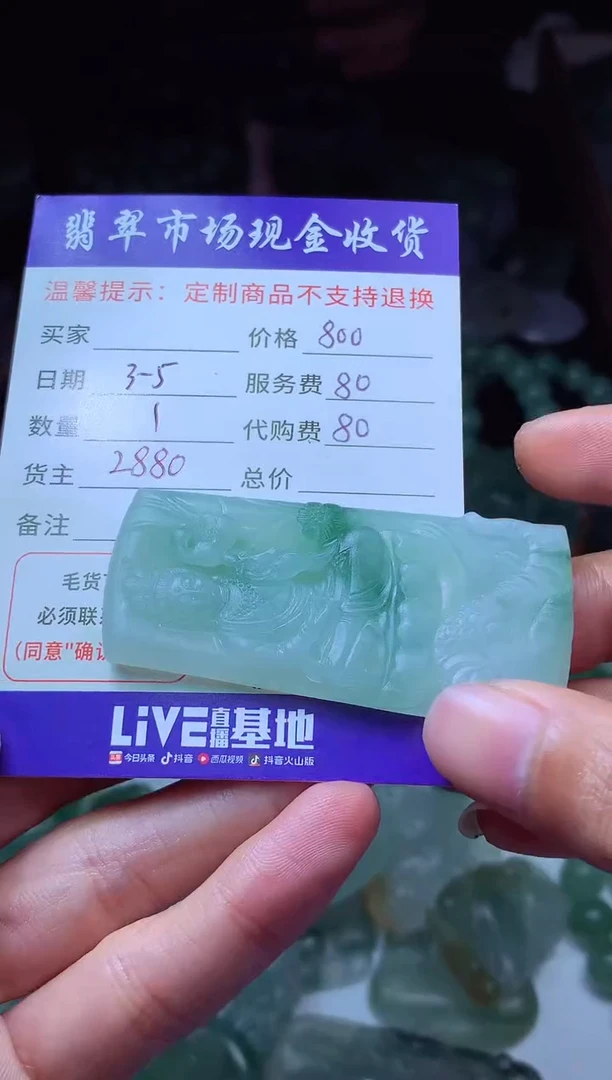 翡翠市场现金收货
温馨提示：定制商品不支持退换
买家 价格 800
日期 3-5 服务费 80
数量 1 代购费 80
货主 2880 总价
备注
毛货
必须联
(同意"确认
LiVE直播基地
头条 今日头条 抖音 西瓜视频 抖音火山版